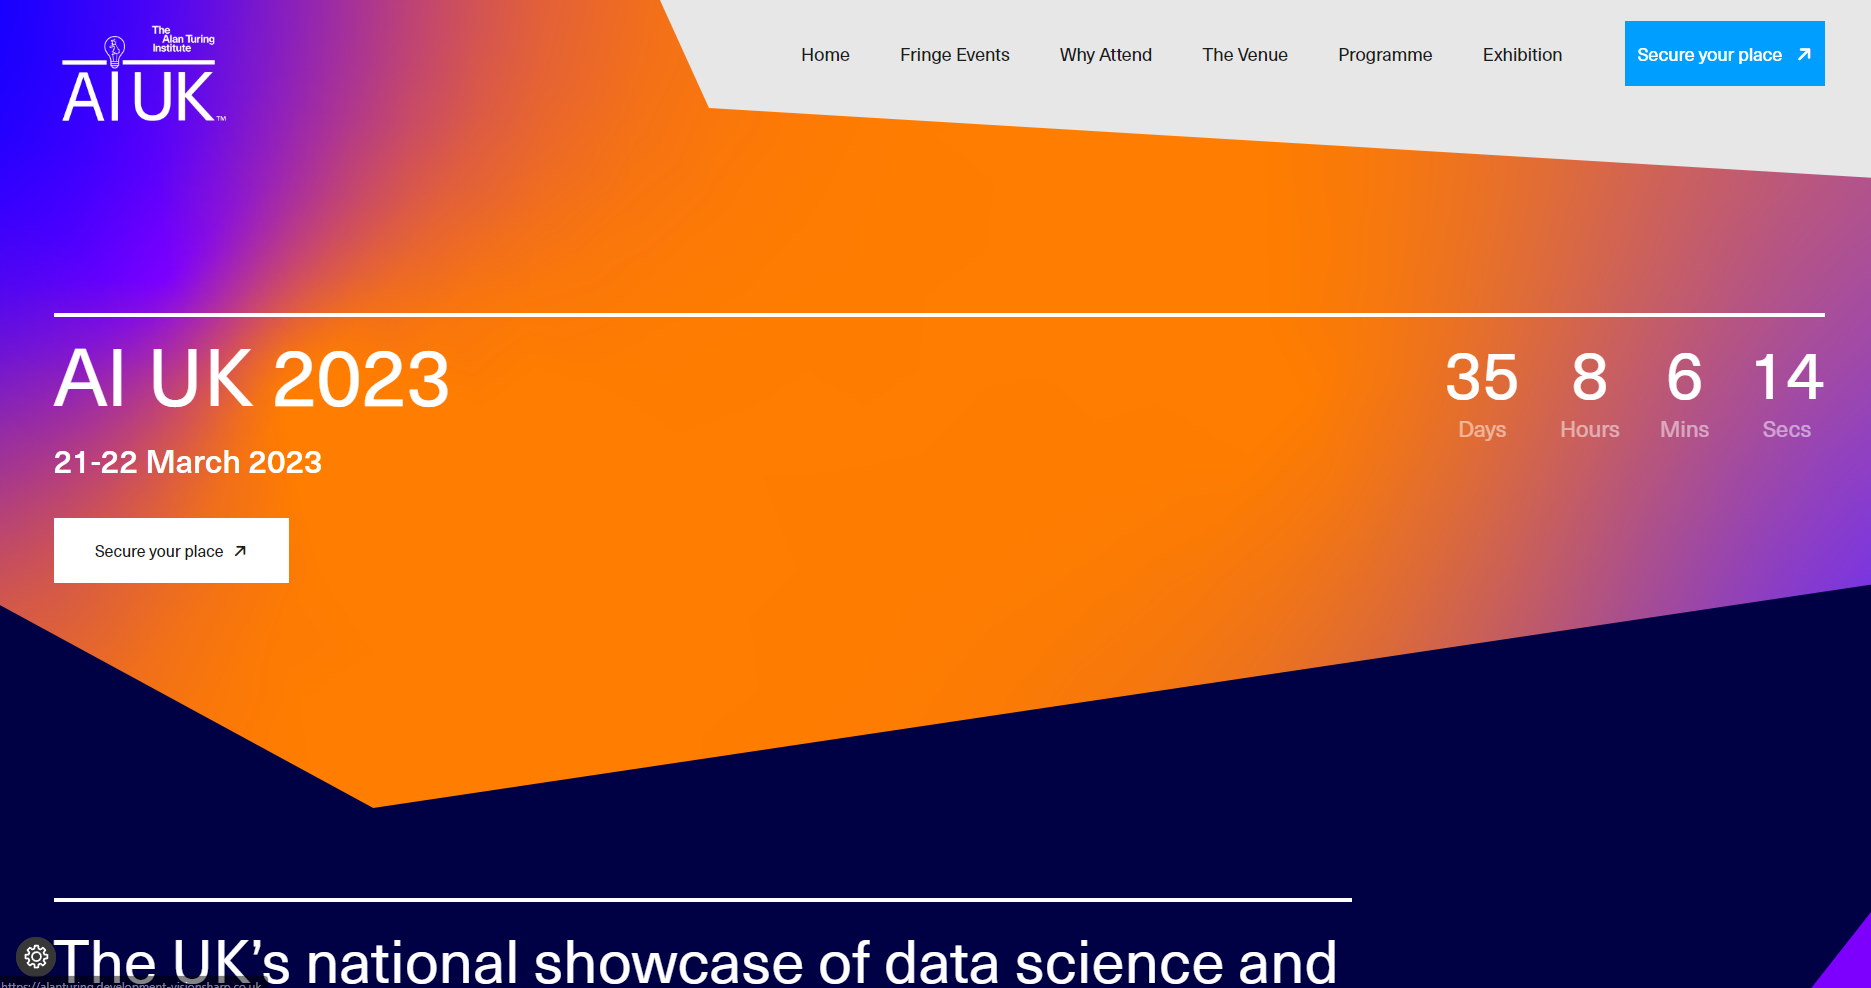 The
Alan Turing
Institute
AI UK™
Home Fringe Events Why Attend The Venue Programme Exhibition Secure your place
AI UK 2023
35 8 6 14
Days Hours Mins Secs
21-22 March 2023
Secure your place
The UK’s national showcase of data science and
https://alanturing.development-visionsharp.co.uk